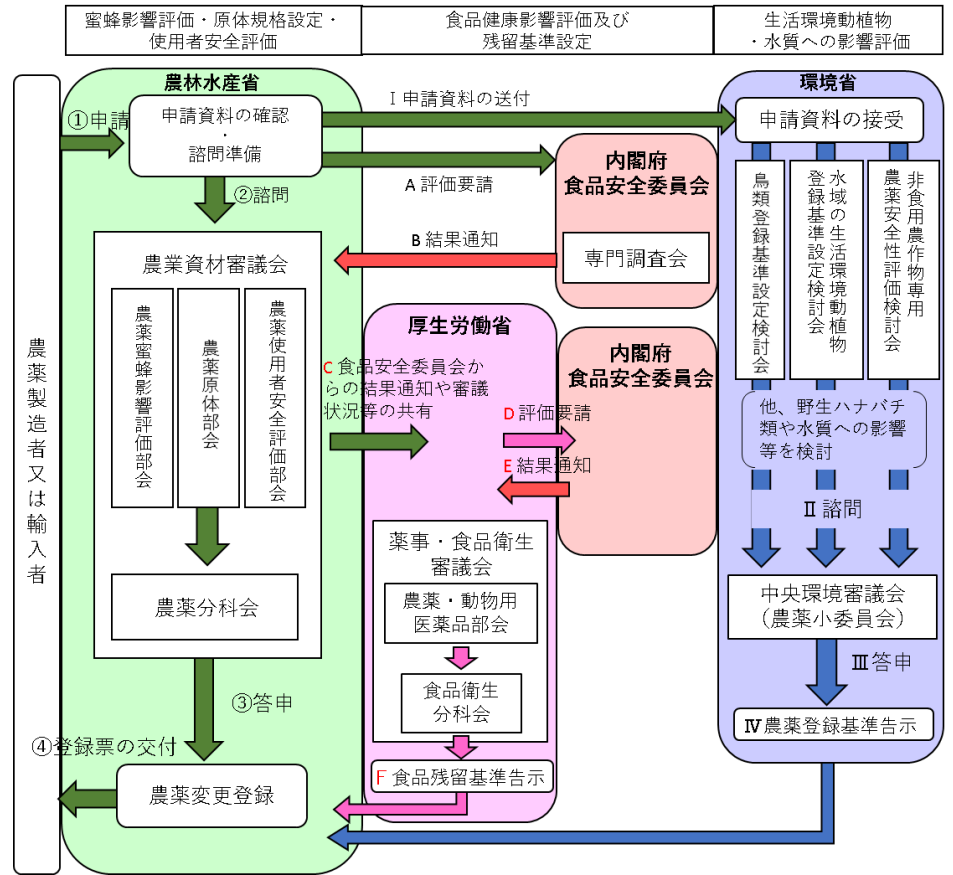 蜜蜂影響評価・原体規格設定・
使用者安全評価
食品健康影響評価及び
残留基準設定
生活環境動植物
・水質への影響評価
農薬製造者又は輸入者
農林水産省
①申請
申請資料の確認
・
諮問準備
②諮問
農業資材審議会
農薬蜜蜂影響評価部会
農薬原体部会
農薬使用者安全評価部会
農薬分科会
③答申
④登録票の交付
農薬変更登録
Ⅰ申請資料の送付
A 評価要請
B 結果通知
内閣府
食品安全委員会
専門調査会
厚生労働省
C 食品安全委員会か
らの結果通知や審議
状況等の共有
D 評価要請
E 結果通知
内閣府
食品安全委員会
薬事・食品衛生
審議会
農薬・動物用
医薬品部会
食品衛生
分科会
F 食品残留基準告示
環境省
申請資料の接受
鳥類登録基準設定検討会
水域の生活環境動植物
登録基準設定検討会
非食用農作物専用
農薬安全性評価検討会
他、野生ハナバチ
類や水質への影響
等を検討
Ⅱ諮問
中央環境審議会
（農薬小委員会）
Ⅲ答申
Ⅳ農薬登録基準告示